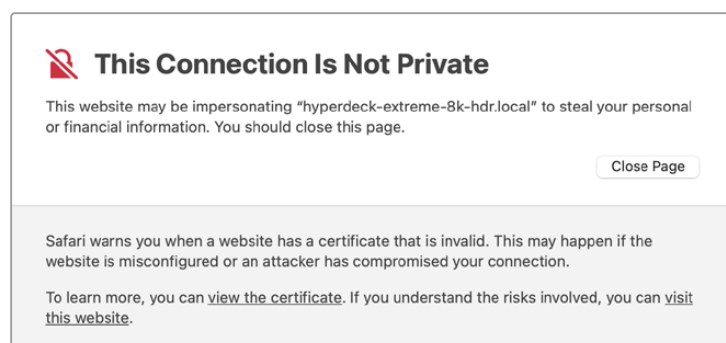 This Connection Is Not Private
This website may be impersonating “hyperdeck-extreme-8k-hdr.local” to steal your personal
or financial information. You should close this page.
Close Page
Safari warns you when a website has a certificate that is invalid. This may happen if the
website is misconfigured or an attacker has compromised your connection.
To learn more, you can view the certificate. If you understand the risks involved, you can visit
this website.